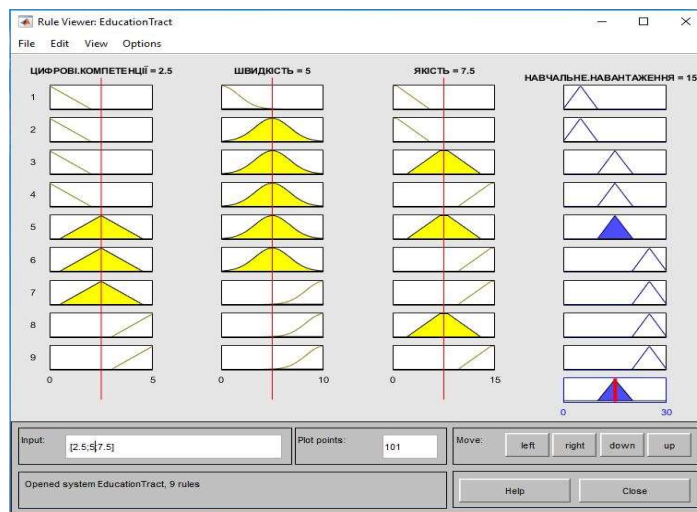 Rule Viewer: EducationTract
File Edit View Options
ЦИФРОВІ.КОМПЕТЕНЦІЇ = 2.5
ШВИДКІСТЬ = 5
ЯКІСТЬ = 7.5
НАВЧАЛЬНЕ.НАВАНТАЖЕННЯ = 15
1
2
3
4
5
6
7
8
9
0 5
0 10
0 15
0 30
Input: [2.5;5;7.5]
Plot points: 101
Move: left right down up
Opened system EducationTract, 9 rules
Help Close